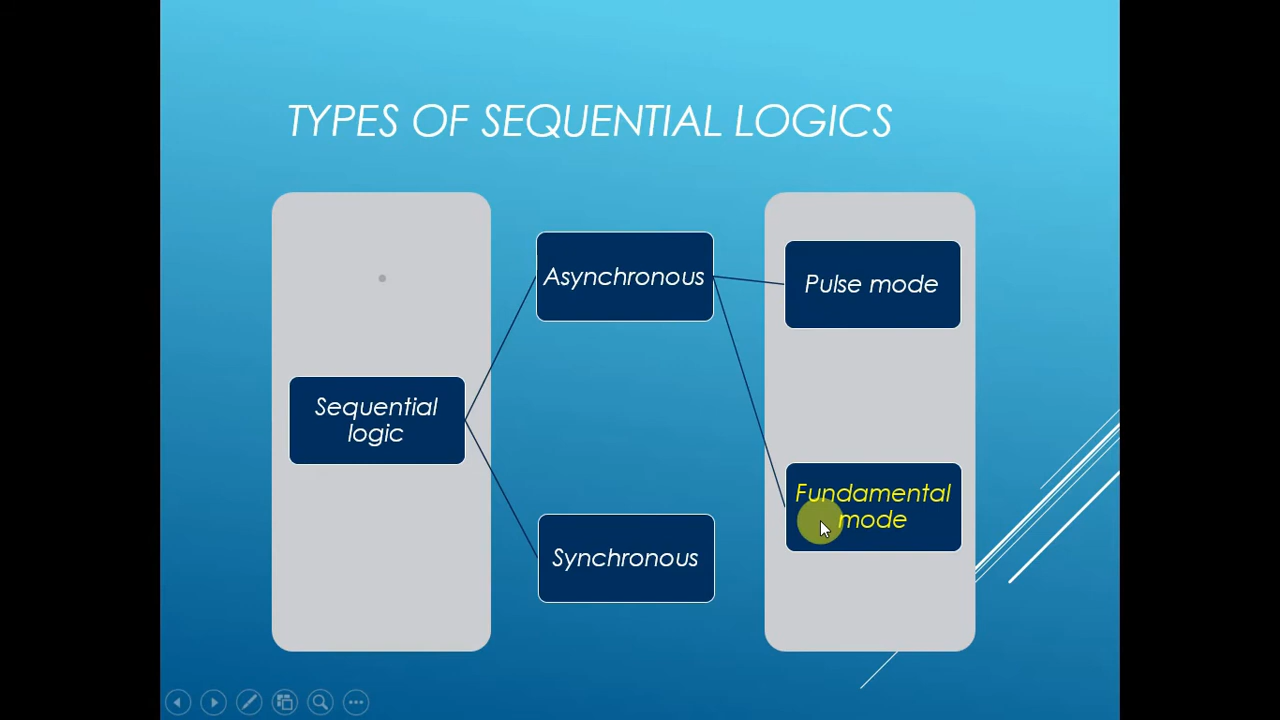 TYPES OF SEQUENTIAL LOGICS
Asynchronous
Pulse mode
Sequential
logic
Fundamental
mode
Synchronous